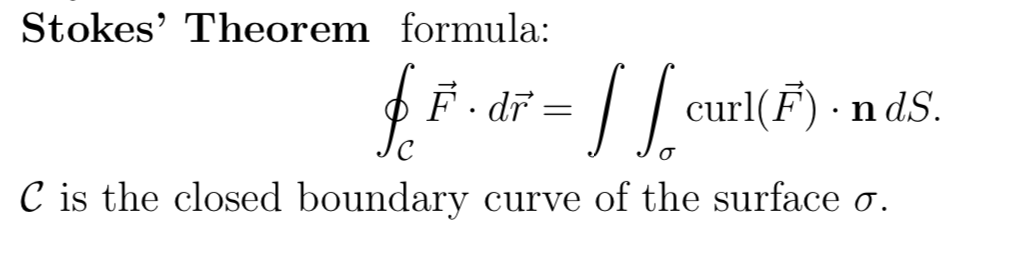 Stokes' Theorem formula:
∮_C F⃗ · dr⃗ = ∫∫_σ curl(F⃗) · n dS.
C is the closed boundary curve of the surface σ.